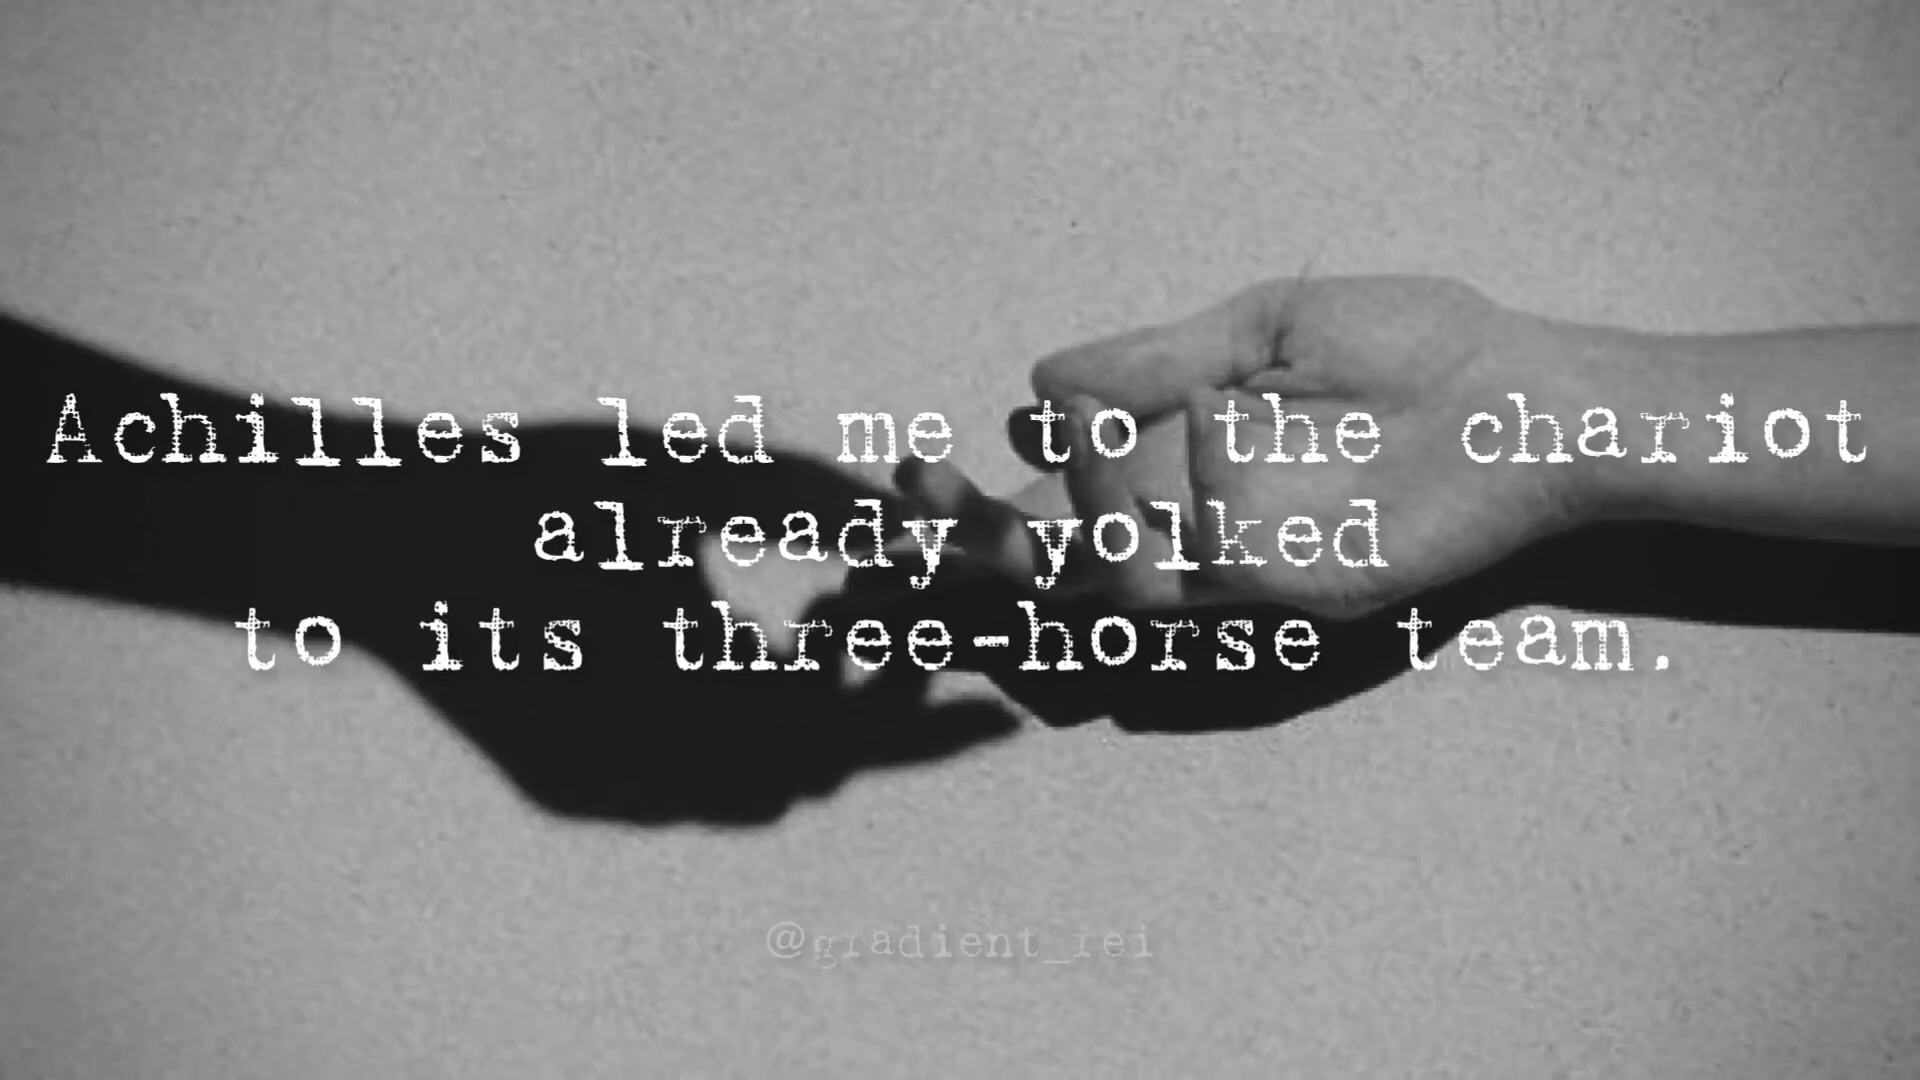 Achilles led me to the chariot
already yolked
to its three-horse team.
@gradient_rei